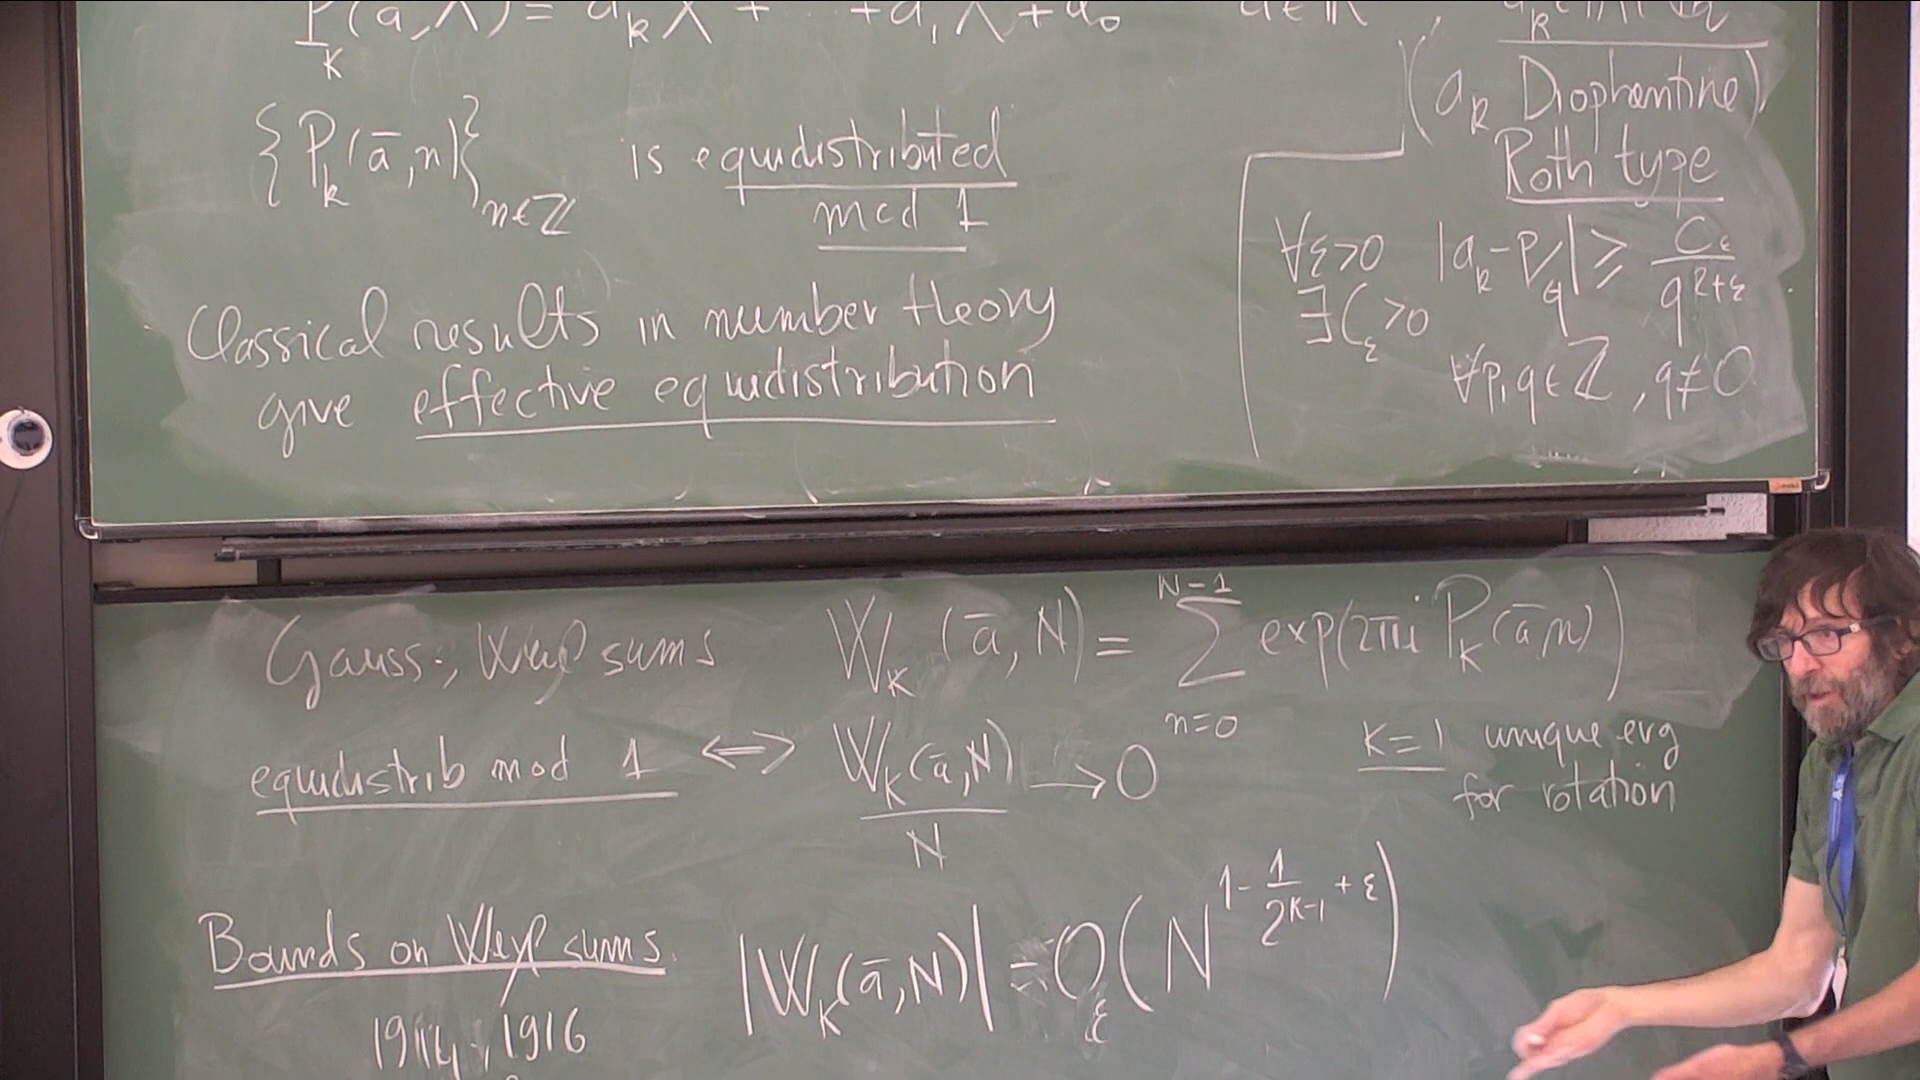 P_k(ā, X) = a_k X^k + ... + a_1 X + a_0
{P_k(ā, n)}_{n∈ℤ} is equidistributed
mod 1
Classical results in number theory
give effective equidistribution
(a_k Diophantine)
Roth type
∀ε>0 |a_k - p/q| ≥ C_ε / q^{2+ε}
∃C_ε>0
∀p,q∈ℤ, q≠0
Gauss, Weyl sums W_k(ā, N) = ∑_{n=0}^{N-1} exp(2πi P_k(ā,n))
equidistrib mod 1 ⟺ W_k(ā,N) / N → 0
k=1 unique erg
for rotation
Bounds on Weyl sums. |W_k(ā,N)| = O_ε(N^{1 - 1/2^{k-1} + ε})
1914, 1916